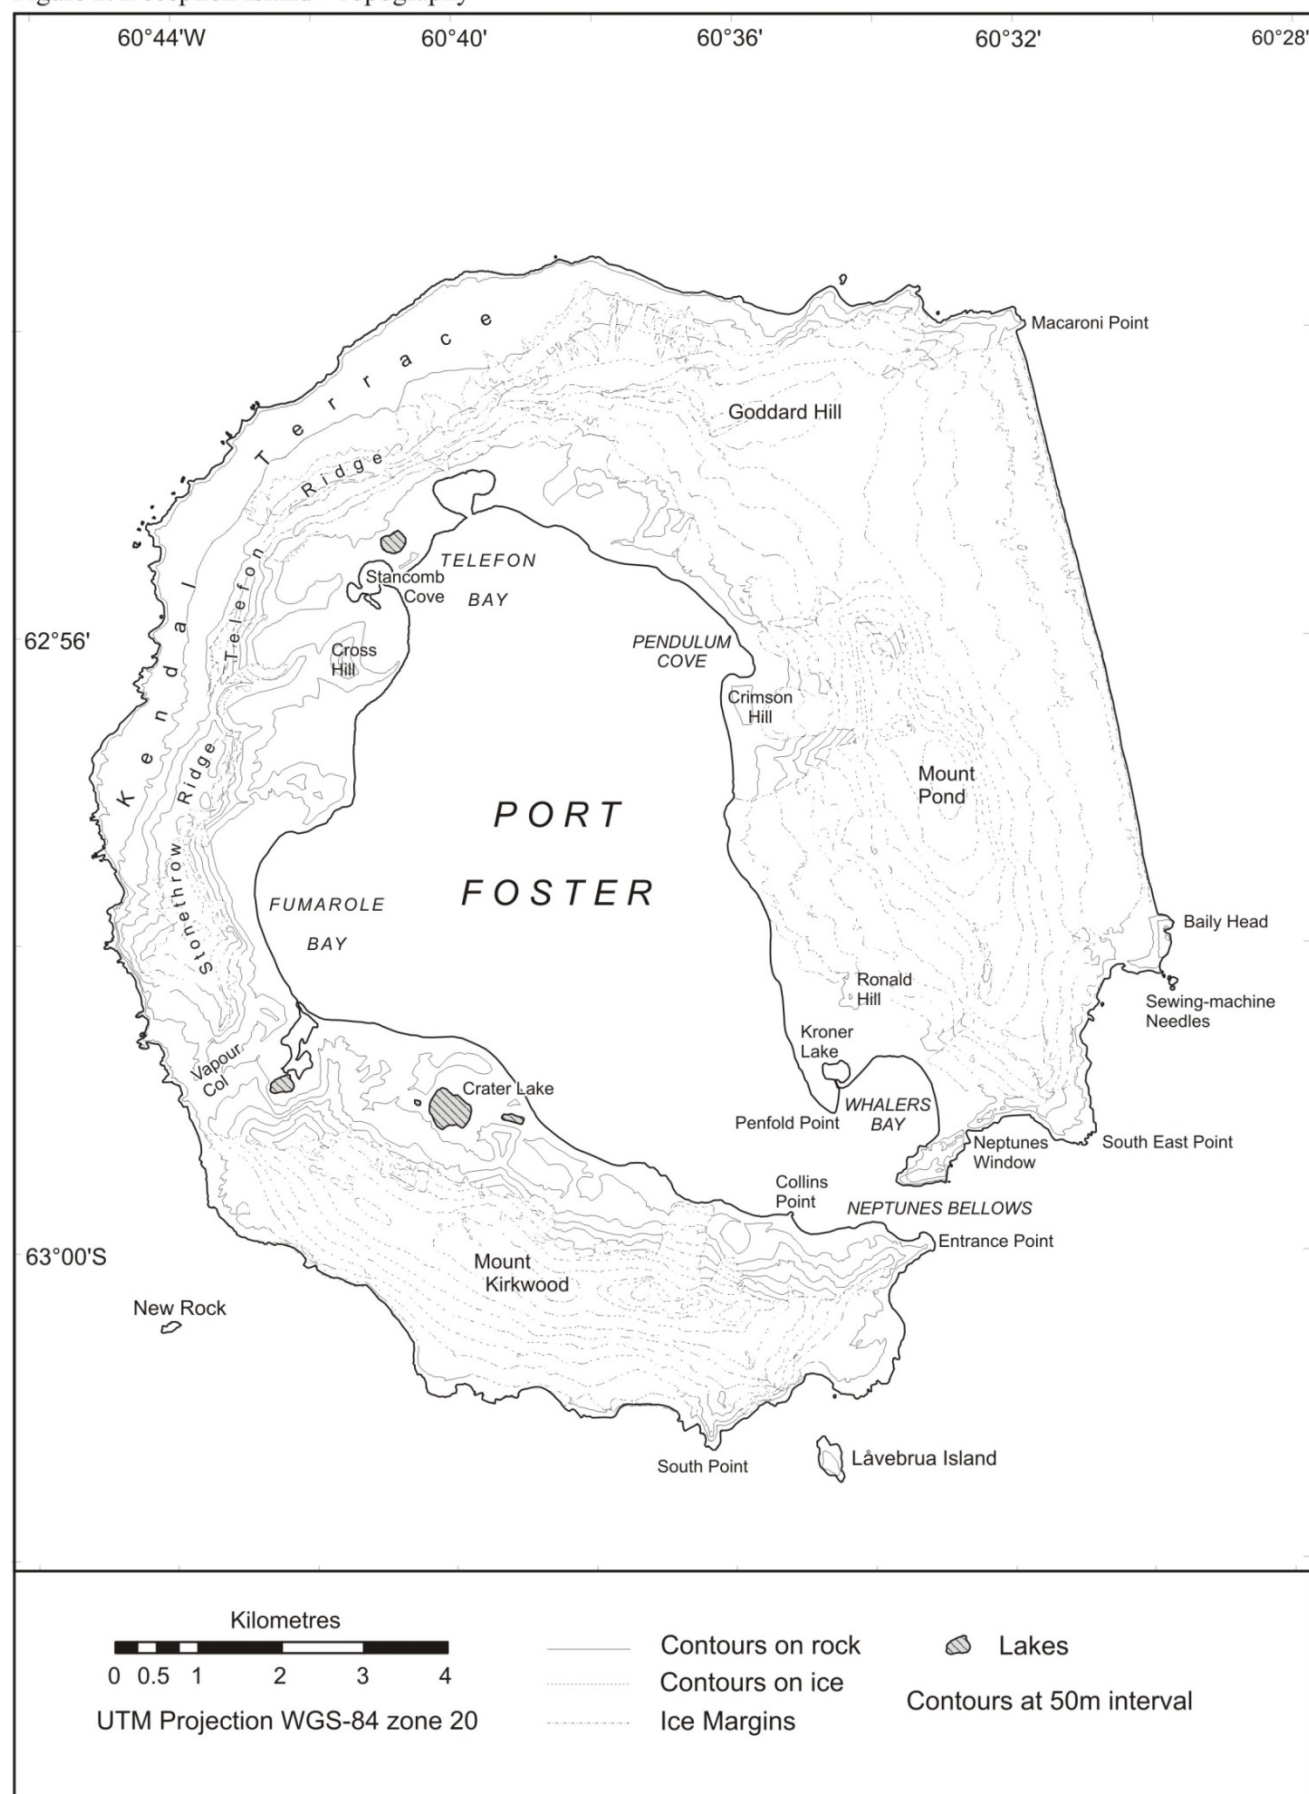 60°44'W 60°40' 60°36' 60°32' 60°28'
Macaroni Point
Kendal Terrace
Goddard Hill
Telefon Ridge
TELEFON
BAY
Stancomb
Cove
62°56'
PENDULUM
COVE
Cross
Hill
Crimson
Hill
Stonethrow Ridge
Mount
Pond
PORT
FOSTER
FUMAROLE
BAY
Baily Head
Ronald
Hill
Sewing-machine
Needles
Kroner
Lake
Vapour
Col
Crater Lake
WHALERS
BAY
Penfold Point
Neptunes
Window
South East Point
Collins
Point
NEPTUNES BELLOWS
Entrance Point
63°00'S
Mount
Kirkwood
New Rock
South Point
Låvebrua Island
Kilometres
0 0.5 1 2 3 4
UTM Projection WGS-84 zone 20
Contours on rock
Contours on ice
Ice Margins
Lakes
Contours at 50m interval